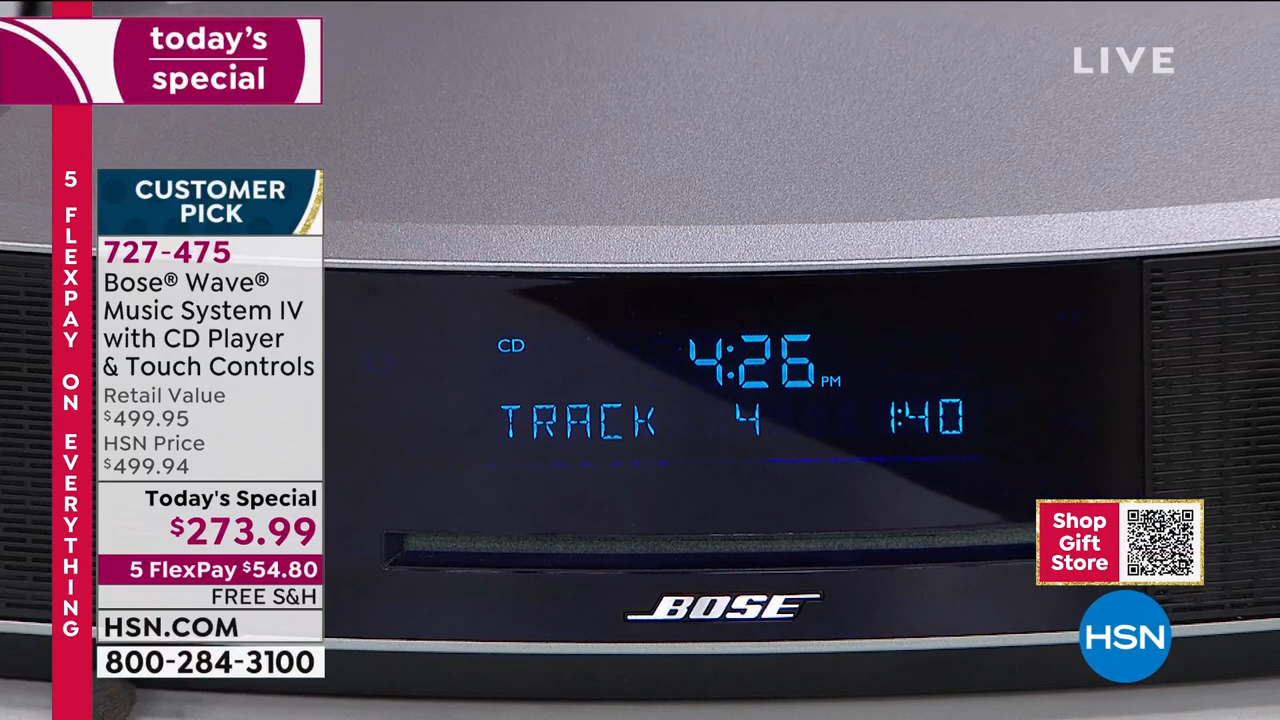 today's
special
LIVE
5 FLEXPAY ON EVERYTHING
CUSTOMER
PICK
727-475
Bose® Wave®
Music System IV
with CD Player
& Touch Controls
Retail Value
$499.95
HSN Price
$499.94
Today's Special
$273.99
5 FlexPay $54.80
FREE S&H
HSN.COM
800-284-3100
CD
4:26 PM
TRACK 4 1:40
BOSE
Shop
Gift
Store
HSN